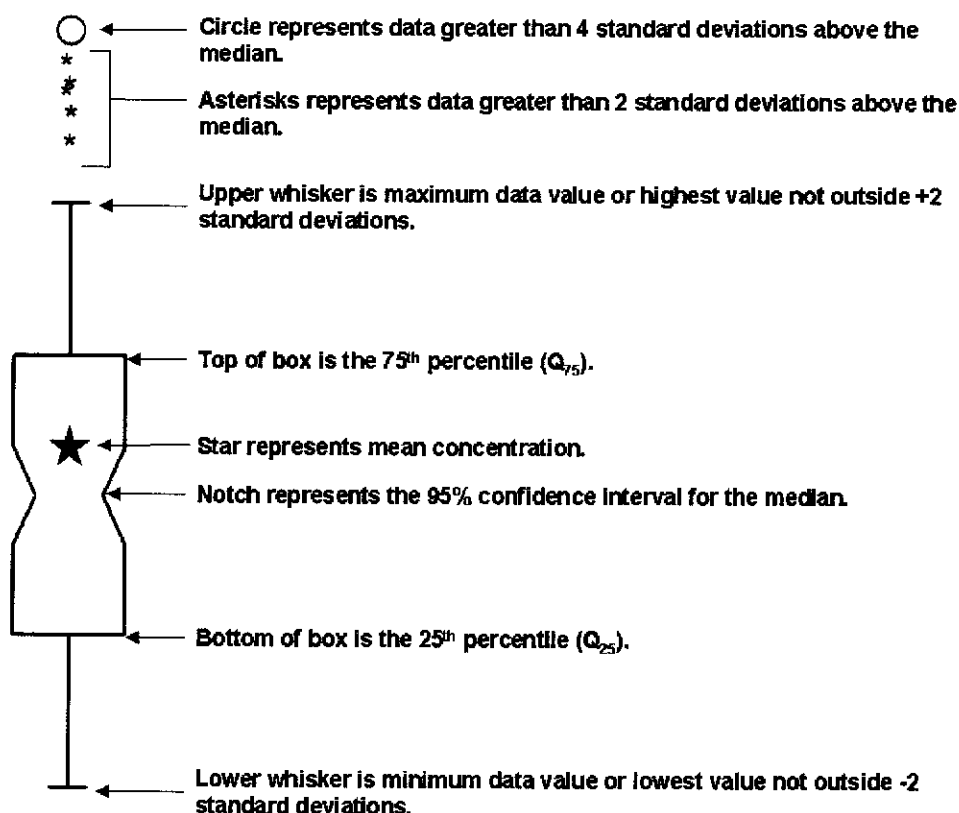 Circle represents data greater than 4 standard deviations above the
median.
Asterisks represents data greater than 2 standard deviations above the
median.
Upper whisker is maximum data value or highest value not outside +2
standard deviations.
Top of box is the 75th percentile (Q75).
Star represents mean concentration.
Notch represents the 95% confidence interval for the median.
Bottom of box is the 25th percentile (Q25).
Lower whisker is minimum data value or lowest value not outside -2
standard deviations.